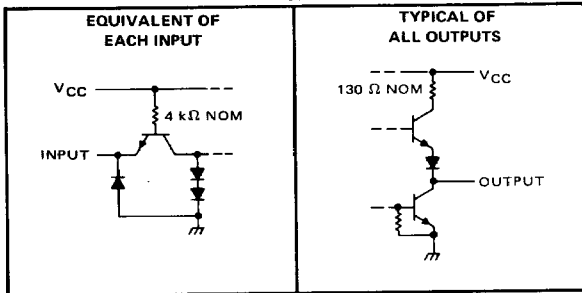 EQUIVALENT OF
EACH INPUT
VCC
4 kΩ NOM
INPUT
TYPICAL OF
ALL OUTPUTS
VCC
130 Ω NOM
OUTPUT